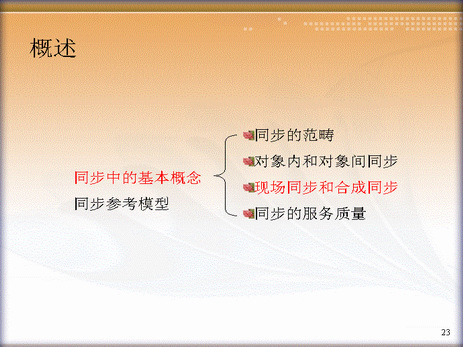 概述
同步中的基本概念
同步参考模型
同步的范畴
对象内和对象间同步
现场同步和合成同步
同步的服务质量
23